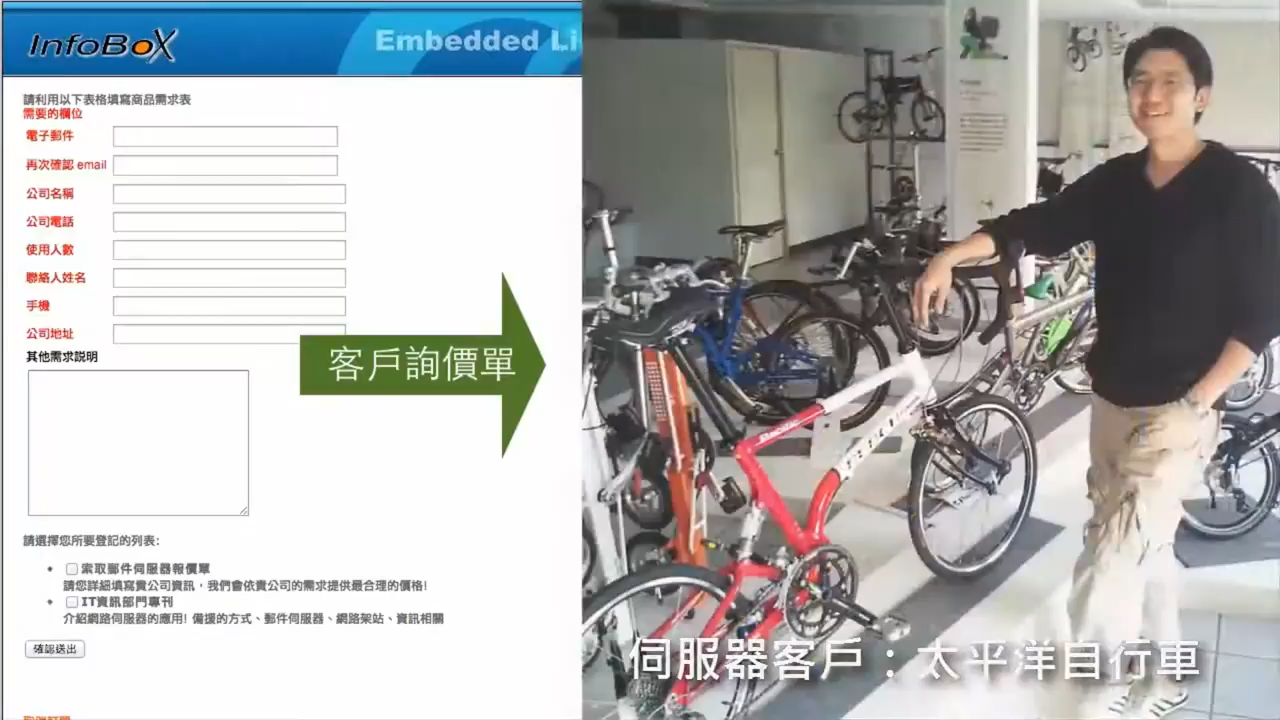 InfoBoX
Embedded Li
請利用以下表格填寫商品需求表
需要的欄位
電子郵件
再次確認 email
公司名稱
公司電話
使用人數
聯絡人姓名
手機
公司地址
其他需求說明
客戶詢價單
請選擇您所要登記的列表:
索取郵件伺服器報價單
請您詳細填寫貴公司資訊，我們會依貴公司的需求提供最合理的價格!
IT資訊部門專刊
介紹網路伺服器的應用! 備援的方式、郵件伺服器、網路架站、資訊相關
確認送出
伺服器客戶：太平洋自行車